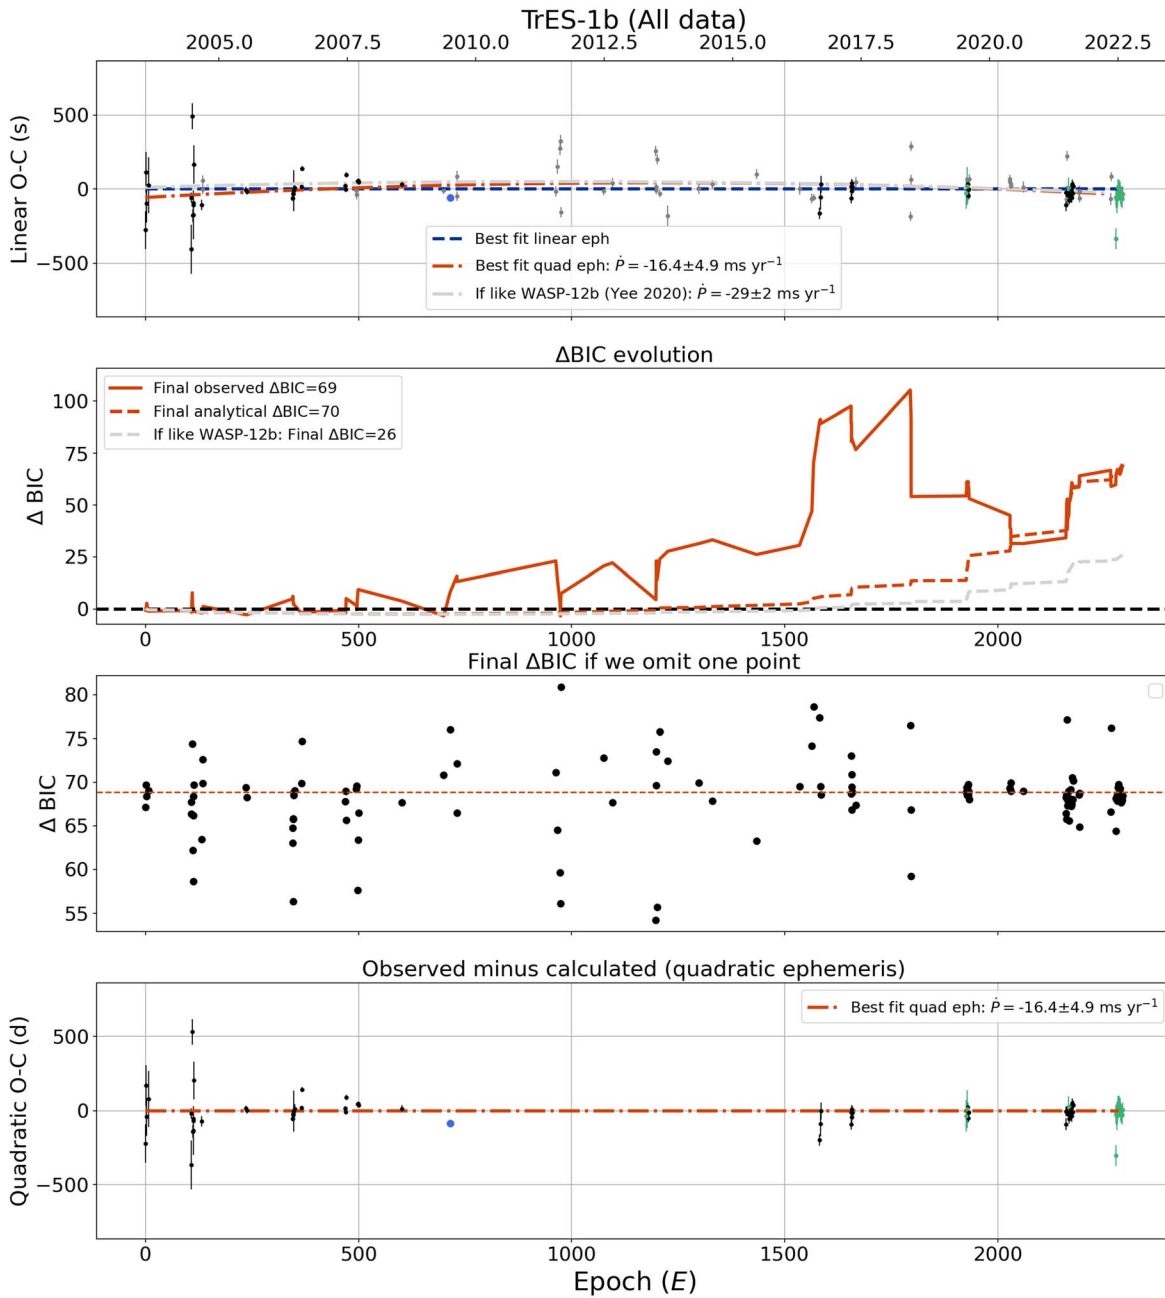 TrES-1b (All data)
2005.0 2007.5 2010.0 2012.5 2015.0 2017.5 2020.0 2022.5
Linear O-C (s)
500
0
−500
Best fit linear eph
Best fit quad eph: Ṗ = -16.4±4.9 ms yr⁻¹
If like WASP-12b (Yee 2020): Ṗ = -29±2 ms yr⁻¹
ΔBIC evolution
Δ BIC
100
75
50
25
0
Final observed ΔBIC=69
Final analytical ΔBIC=70
If like WASP-12b: Final ΔBIC=26
0 500 1000 1500 2000
Final ΔBIC if we omit one point
Δ BIC
80
75
70
65
60
55
Observed minus calculated (quadratic ephemeris)
Quadratic O-C (d)
500
0
−500
Best fit quad eph: Ṗ = -16.4±4.9 ms yr⁻¹
0 500 1000 1500 2000
Epoch (E)